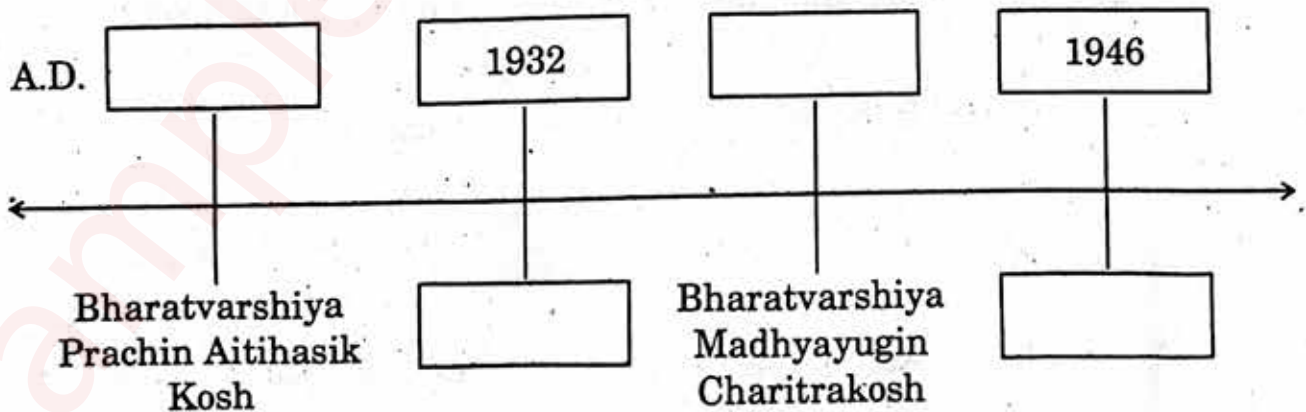 A.D.
1932
1946
Bharatvarshiya
Prachin Aitihasik
Kosh
Bharatvarshiya
Madhyayugin
Charitrakosh